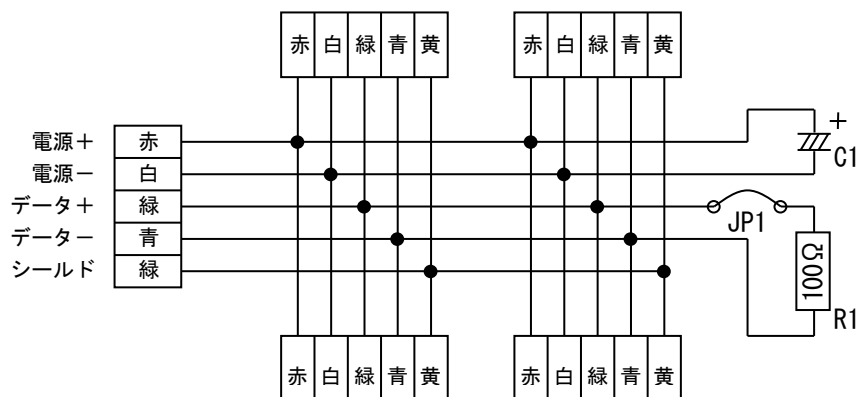 赤 白 緑 青 黄
赤 白 緑 青 黄
電源＋ 赤
電源－ 白
データ＋ 緑
データ－ 青
シールド 緑
+
C1
JP1
100Ω
R1
赤 白 緑 青 黄
赤 白 緑 青 黄